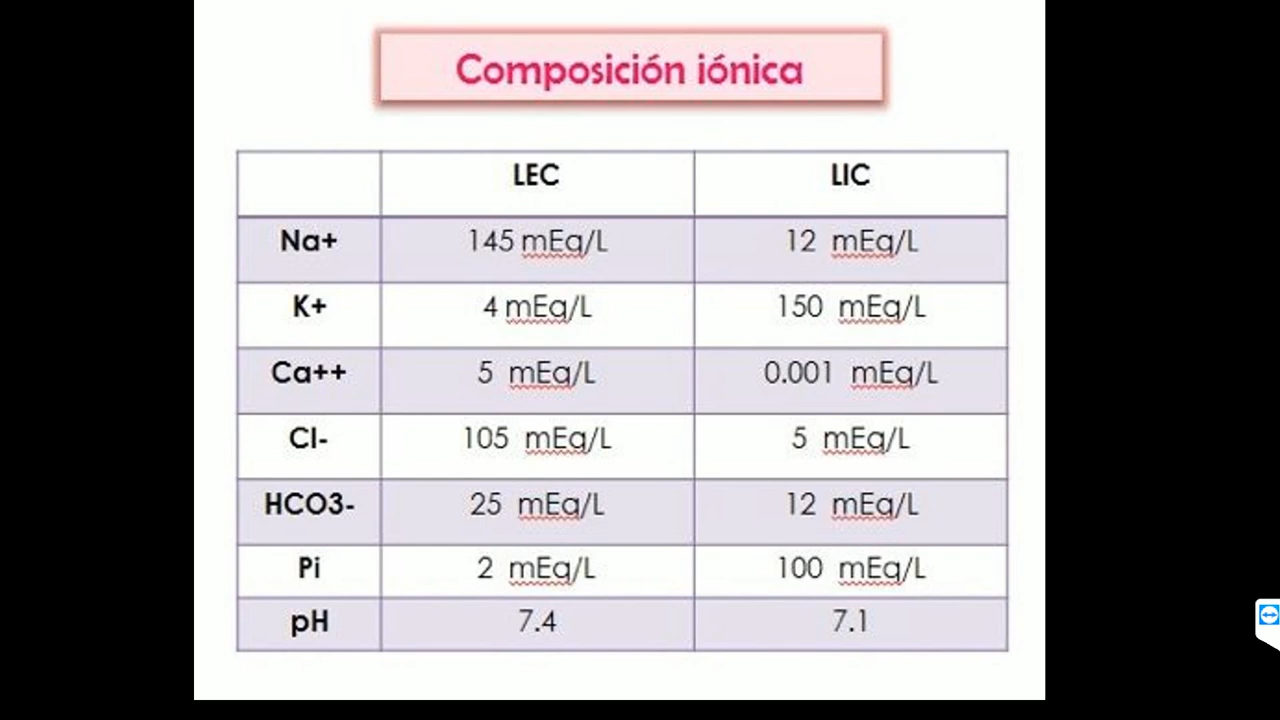 Composición iónica
LEC LIC
Na+ 145 mEq/L 12 mEq/L
K+ 4 mEq/L 150 mEq/L
Ca++ 5 mEq/L 0.001 mEq/L
Cl- 105 mEq/L 5 mEq/L
HCO3- 25 mEq/L 12 mEq/L
Pi 2 mEq/L 100 mEq/L
pH 7.4 7.1